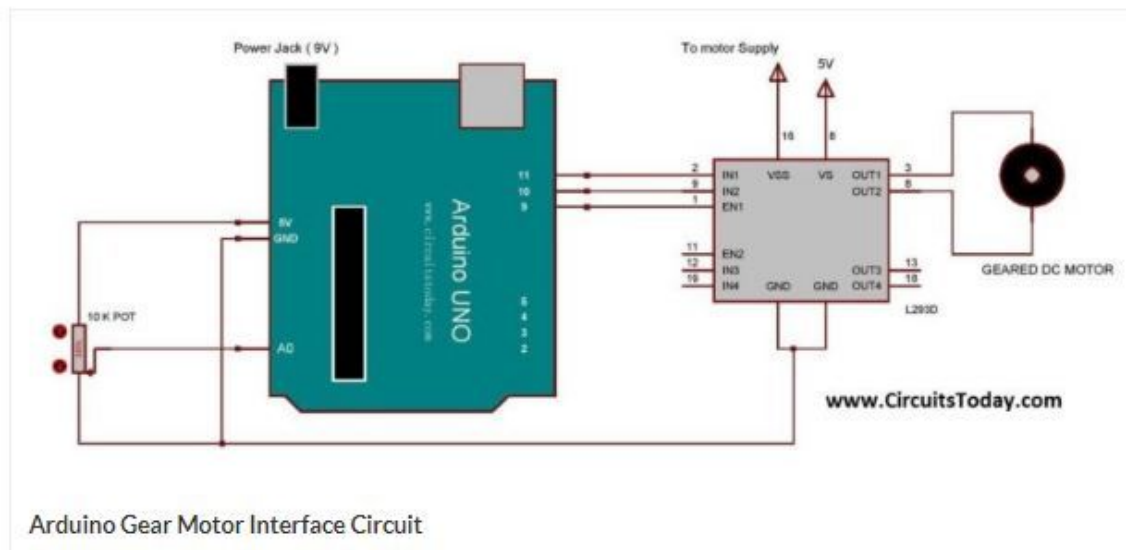 Power Jack ( 9V )
To motor Supply
5V
16
8
11
10
9
2
9
1
IN1
IN2
EN1
VSS
VS
OUT1
OUT2
3
6
5V
GND
Arduino UNO
www.circuitstoday.com
11
12
19
EN2
IN3
IN4
GND
GND
OUT3
OUT4
13
18
GEARED DC MOTOR
L293D
10 K POT
A0
5
4
3
2
www.CircuitsToday.com
Arduino Gear Motor Interface Circuit